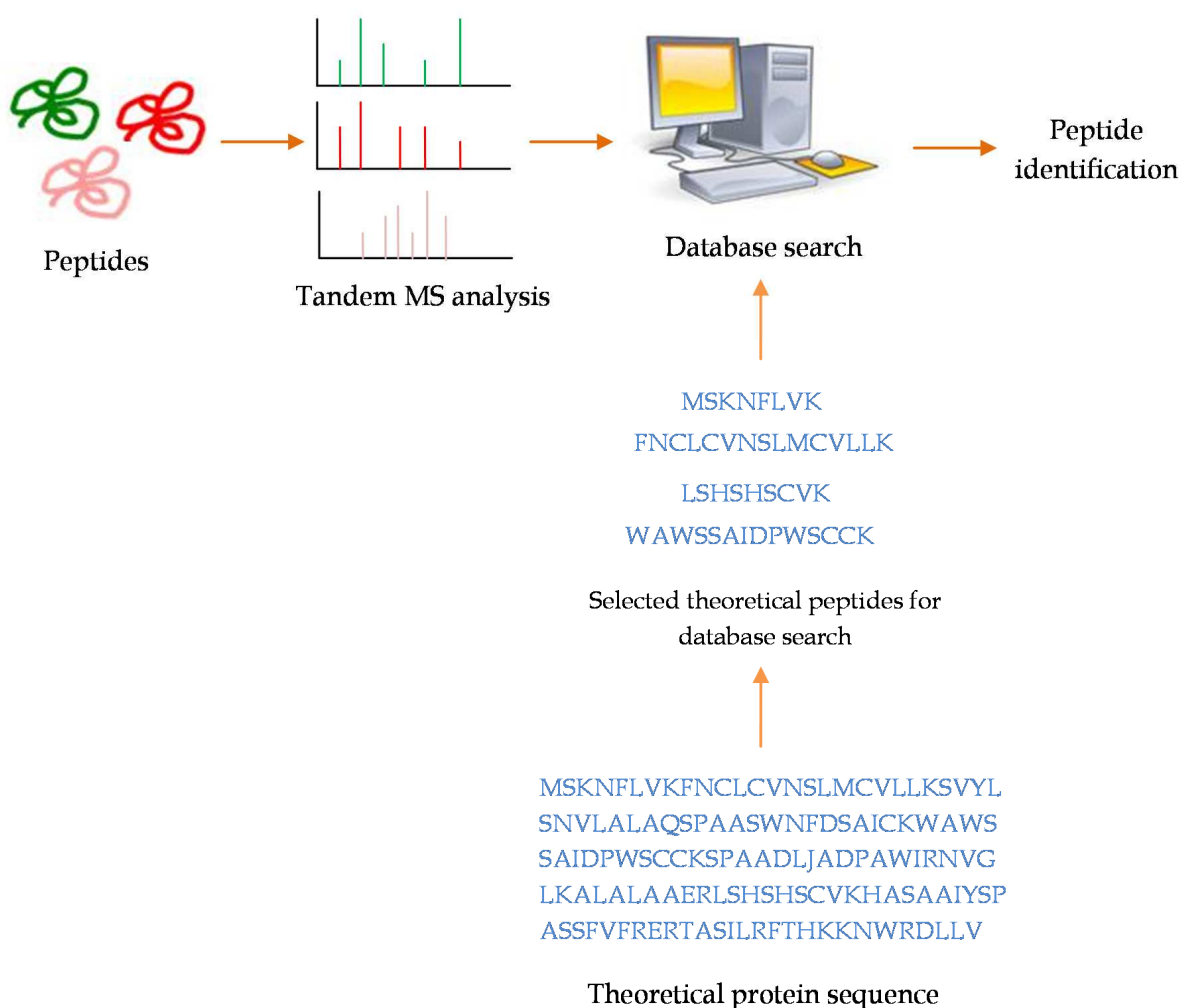 Peptides
Tandem MS analysis
Database search
Peptide
identification
MSKNFLVK
FNCLCVNSLMCVLLK
LSHSHSCVK
WAWSSAIDPWSCCK
Selected theoretical peptides for
database search
MSKNFLVKFNCLCVNSLMCVLLKSVYL
SNVLALAQSPAASWNFDSAICKWAWS
SAIDPWSCCKSPAADLJADPAWIRNVG
LKALALAAERLSHSHSCVKHASAAIYSP
ASSFVFRERTASILRFTHKKNWRDLLV
Theoretical protein sequence